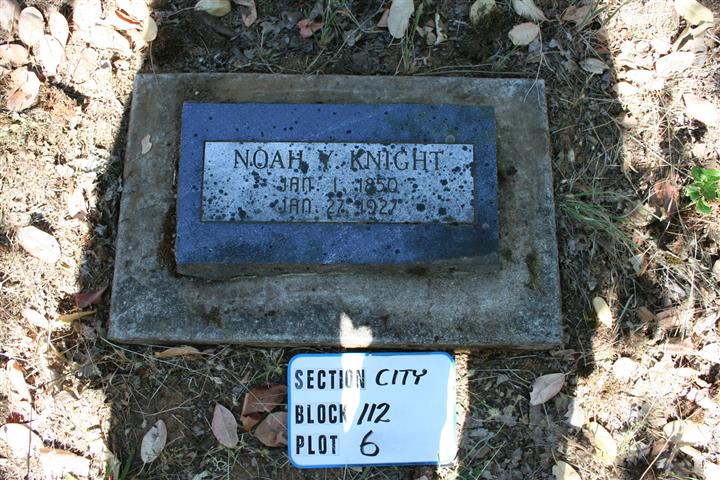 NOAH V. KNIGHT
JAN. 1, 1850
JAN. 27, 1927
SECTION CITY
BLOCK 112
PLOT 6